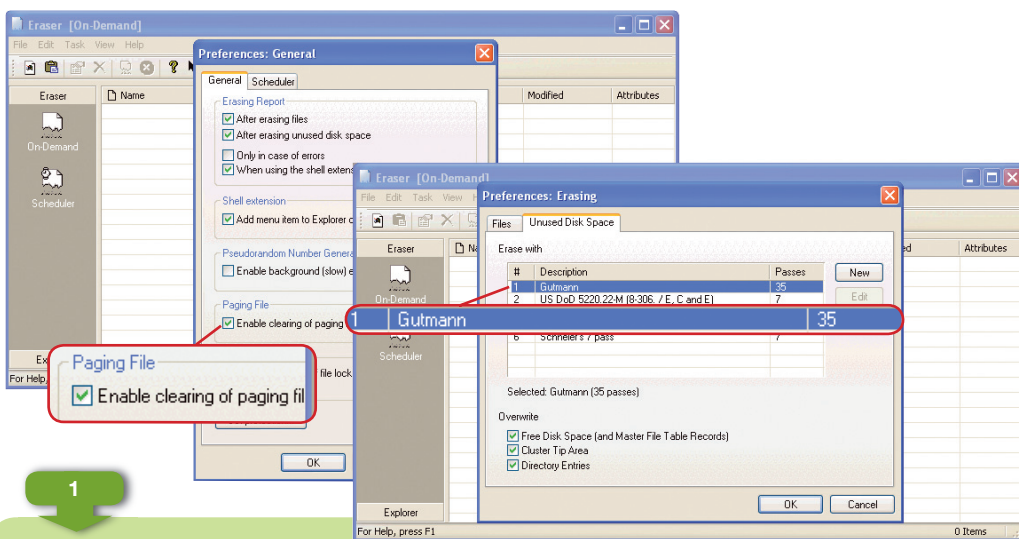 Eraser [On-Demand]
File Edit Task View Help
Preferences: General
General Scheduler
Eraser
Name
Modified
Attributes
On-Demand
Scheduler
Erasing Report
After erasing files
After erasing unused disk space
Only in case of errors
When using the shell extens
Shell extension
Add menu item to Explorer c
Pseudorandom Number Genera
Enable background (slow) e
Paging File
Enable clearing of paging
file lock
OK
For Help,
Paging File
Enable clearing of paging fil
Eraser [On-Demand]
File Edit Task View
Preferences: Erasing
Files Unused Disk Space
Eraser
Attributes
On-Demand
Scheduler
Erase with
# Description Passes
1 Gutmann 35
2 US DoD 5220.22-M (8-306. / E, C and E) 7
1 Gutmann 35
6 Schneier's 7 pass 7
New
Edit
Selected: Gutmann (35 passes)
Overwrite
Free Disk Space (and Master File Table Records)
Cluster Tip Area
Directory Entries
OK Cancel
Explorer
For Help, press F1
0 Items
1